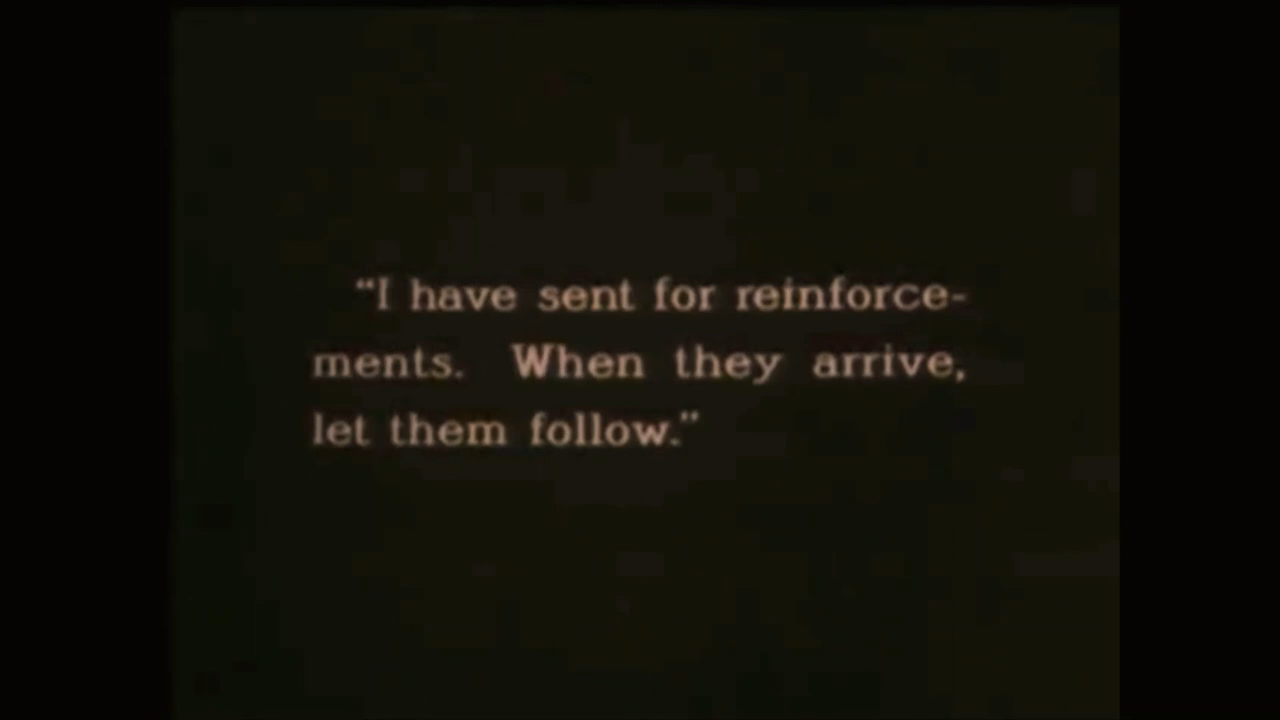 “I have sent for reinforce-
ments. When they arrive,
let them follow.”